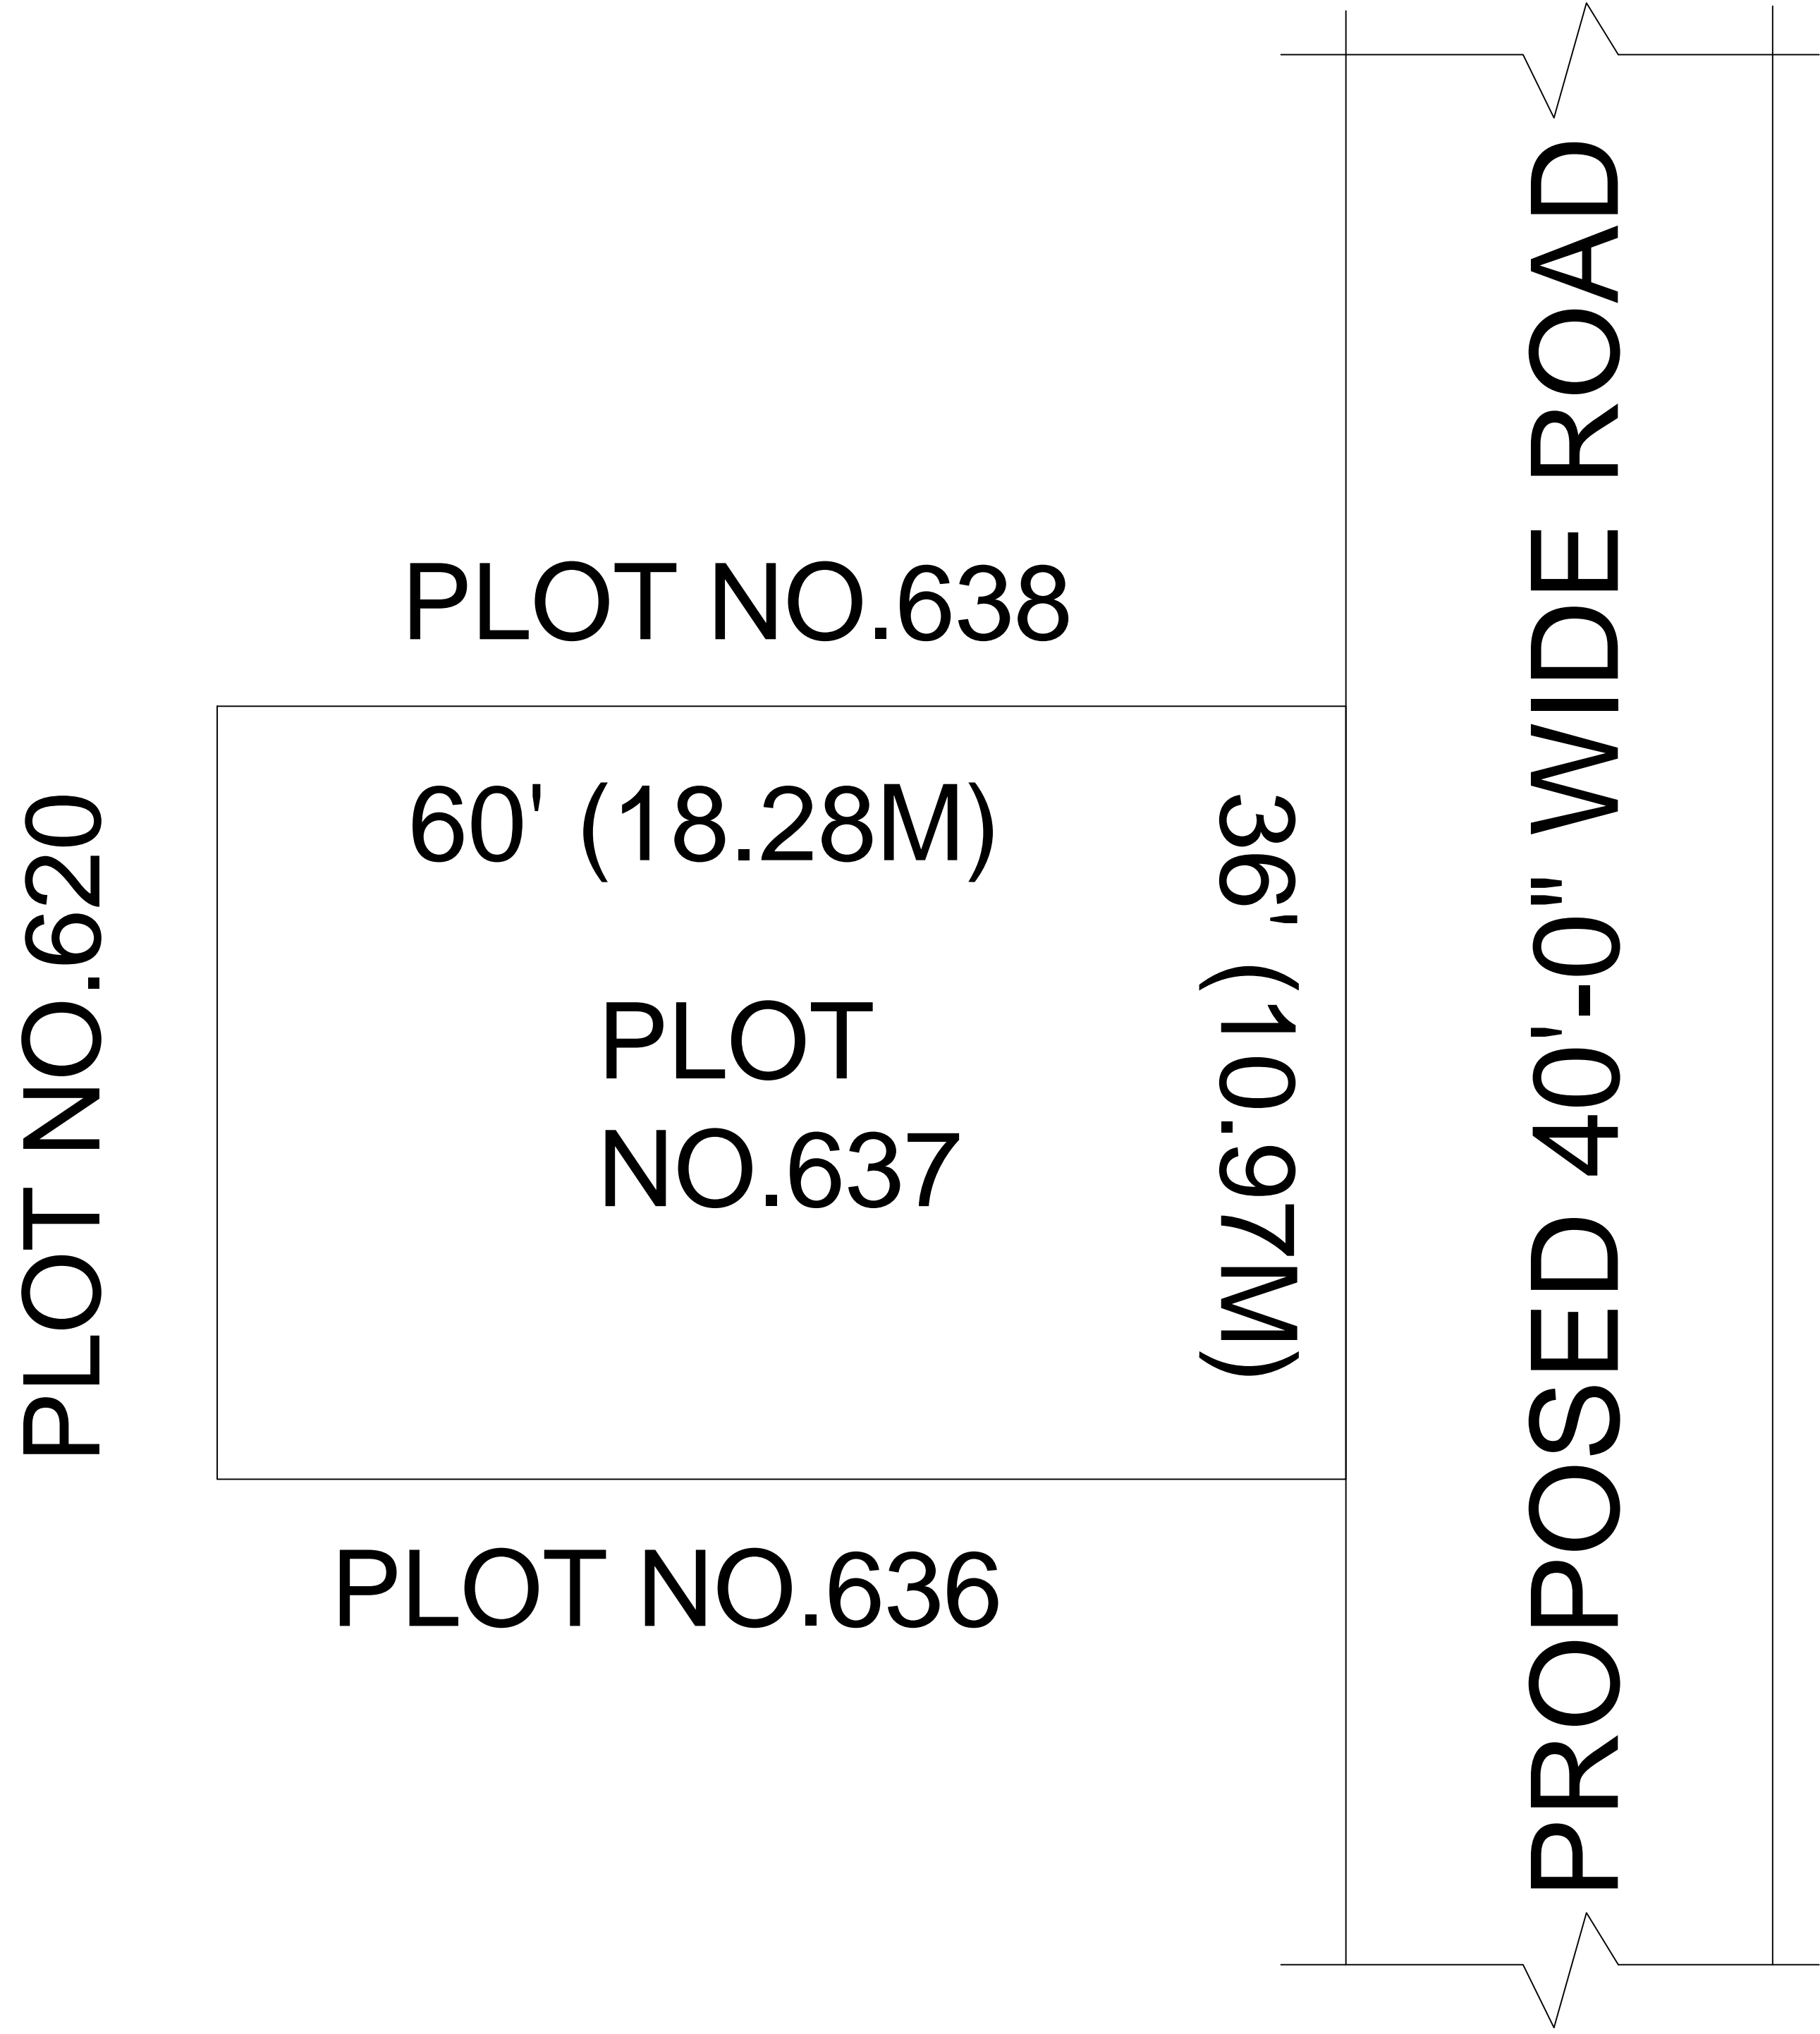 PLOT NO.638
60' (18.28M)
36' (10.97M)
PLOT
NO.637
PLOT NO.620
PLOT NO.636
PROPOSED 40'-0" WIDE ROAD